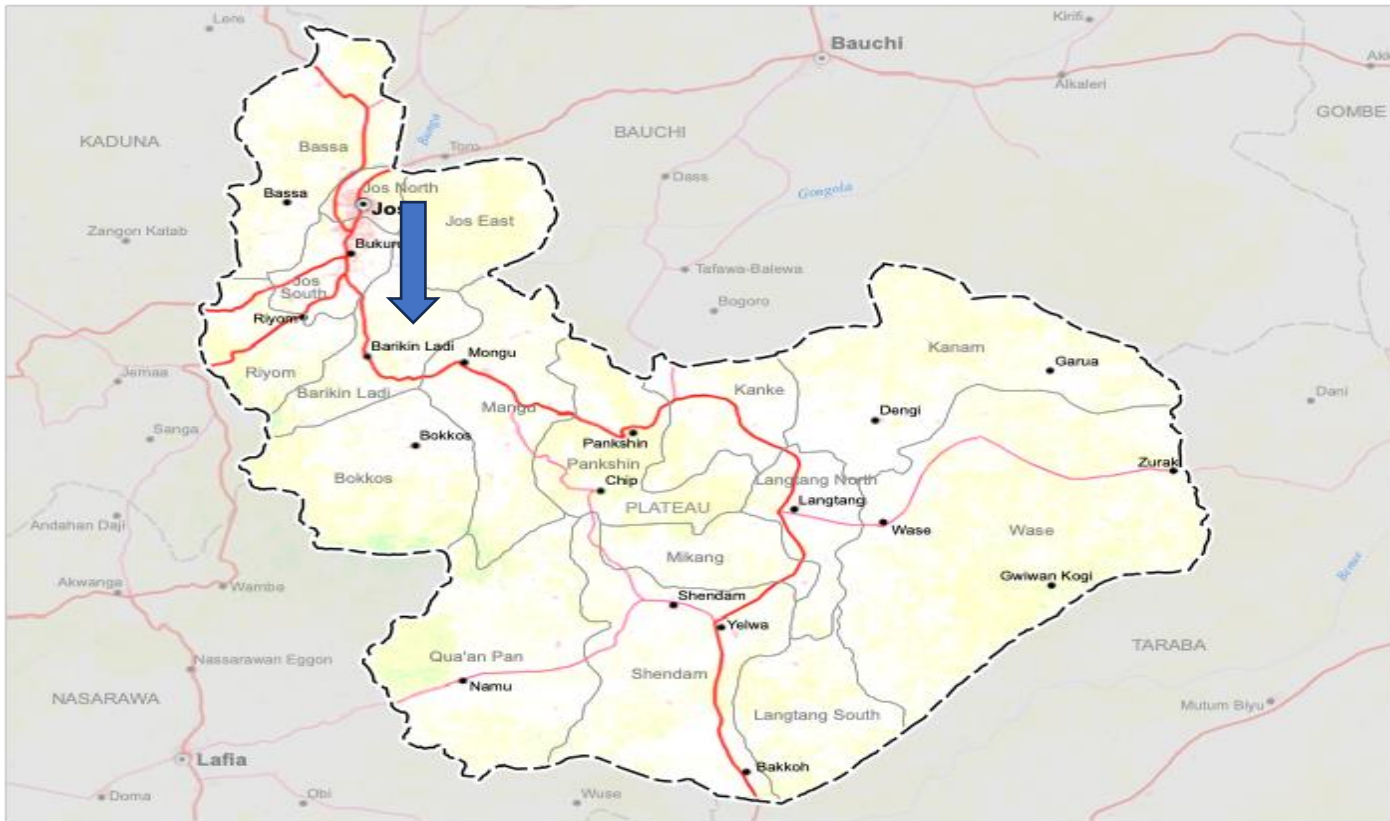 Lere
Kirifi
Bauchi
Alkaleri
GOMBE
KADUNA
Bunga
BAUCHI
Bassa
Toro
Dass
Gongola
Bassa
Jos North
Jos
Jos East
Zangon Katab
Bukuru
Tafawa-Balewa
Jos
South
Bogoro
Riyom
Barikin Ladi
Mongu
Kanam
Garua
Riyom
Jemaa
Barikin Ladi
Kanke
Dani
Mangu
Dengi
Sanga
Bokkos
Pankshin
Pankshin
Zurak
Bokkos
Chip
Langtang North
PLATEAU
Langtang
Andahan Daji
Wase
Wase
Mikang
Akwanga
Wambe
Gwiwan Kogi
Benue
Shendam
Yelwa
TARABA
Nassarawan Eggon
Qua'an Pan
Shendam
Namu
NASARAWA
Langtang South
Mutum Biyu
Lafia
Bakkoh
Doma
Obi
Wuse